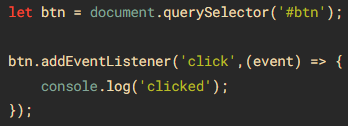 let btn = document.querySelector('#btn');
btn.addEventListener('click',(event) => {
console.log('clicked');
});